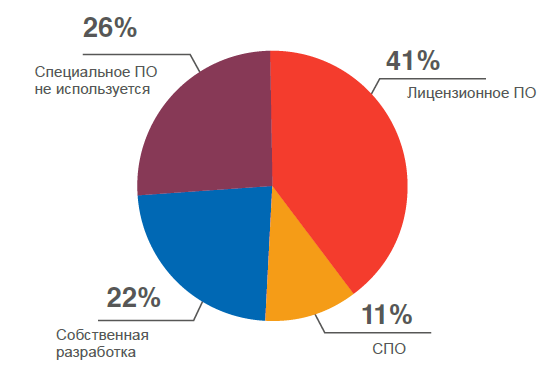 26%
Специальное ПО
не используется
41%
Лицензионное ПО
22%
Собственная
разработка
11%
СПО